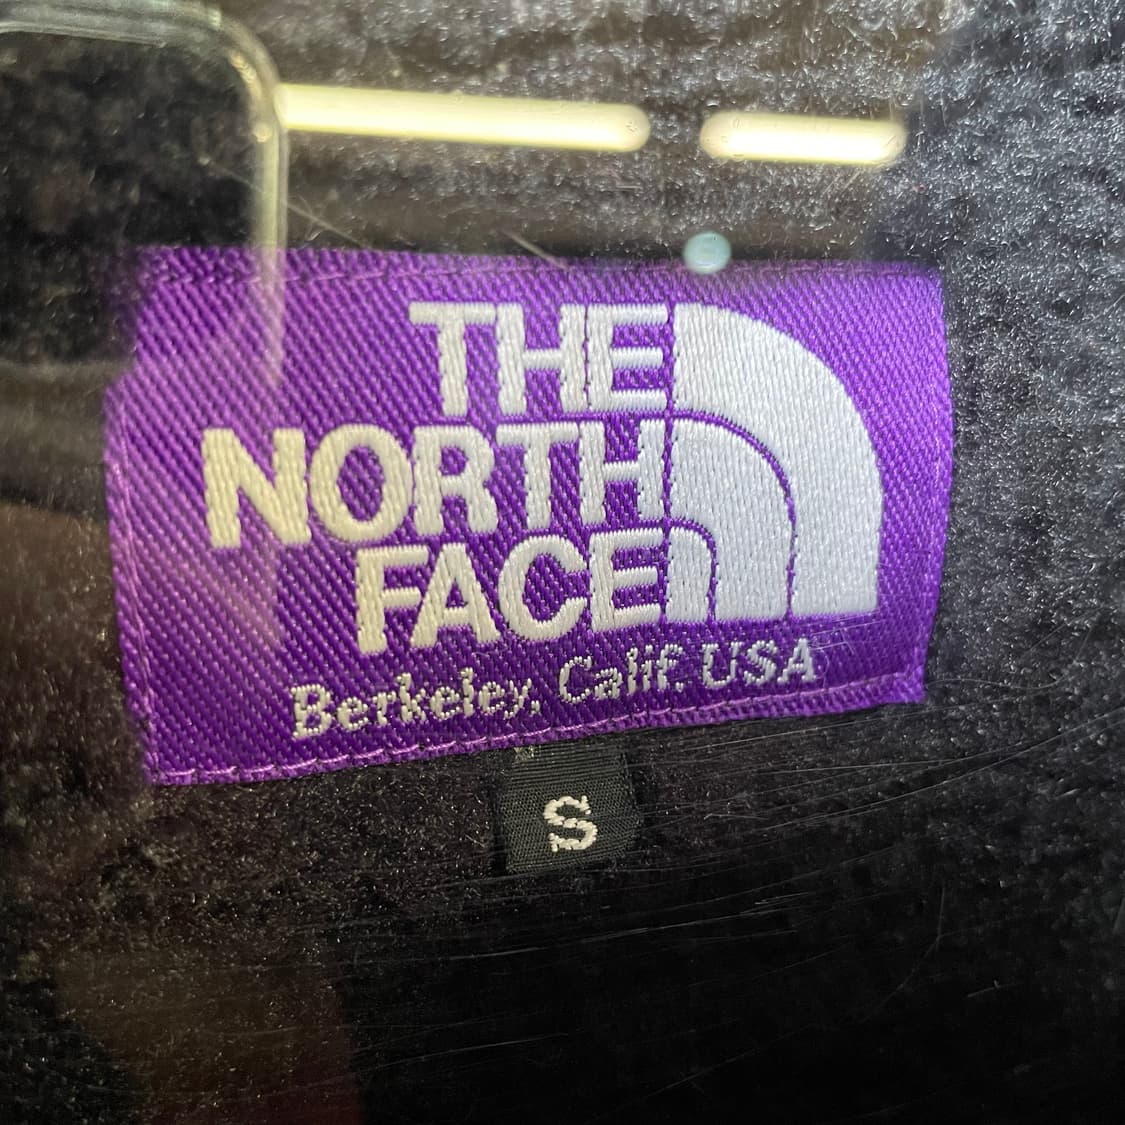 THE
NORTH
FACE
Berkeley, Calif. USA
S